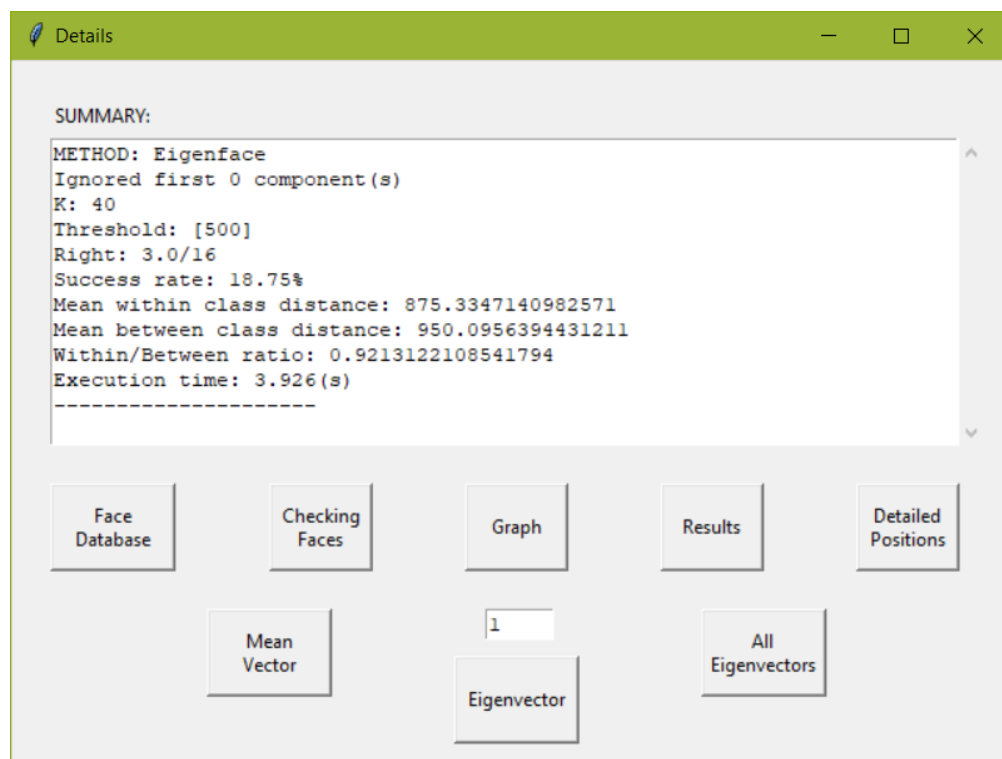 Details
SUMMARY:
METHOD: Eigenface
Ignored first 0 component(s)
K: 40
Threshold: [500]
Right: 3.0/16
Success rate: 18.75%
Mean within class distance: 875.3347140982571
Mean between class distance: 950.0956394431211
Within/Between ratio: 0.9213122108541794
Execution time: 3.926(s)
---------------------
Face
Database
Checking
Faces
Graph
Results
Detailed
Positions
Mean
Vector
1
Eigenvector
All
Eigenvectors